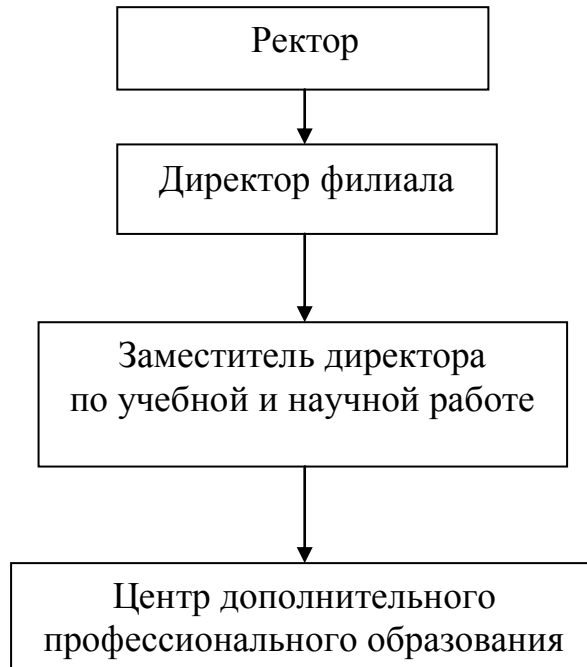 Ректор
Директор филиала
Заместитель директора
по учебной и научной работе
Центр дополнительного
профессионального образования